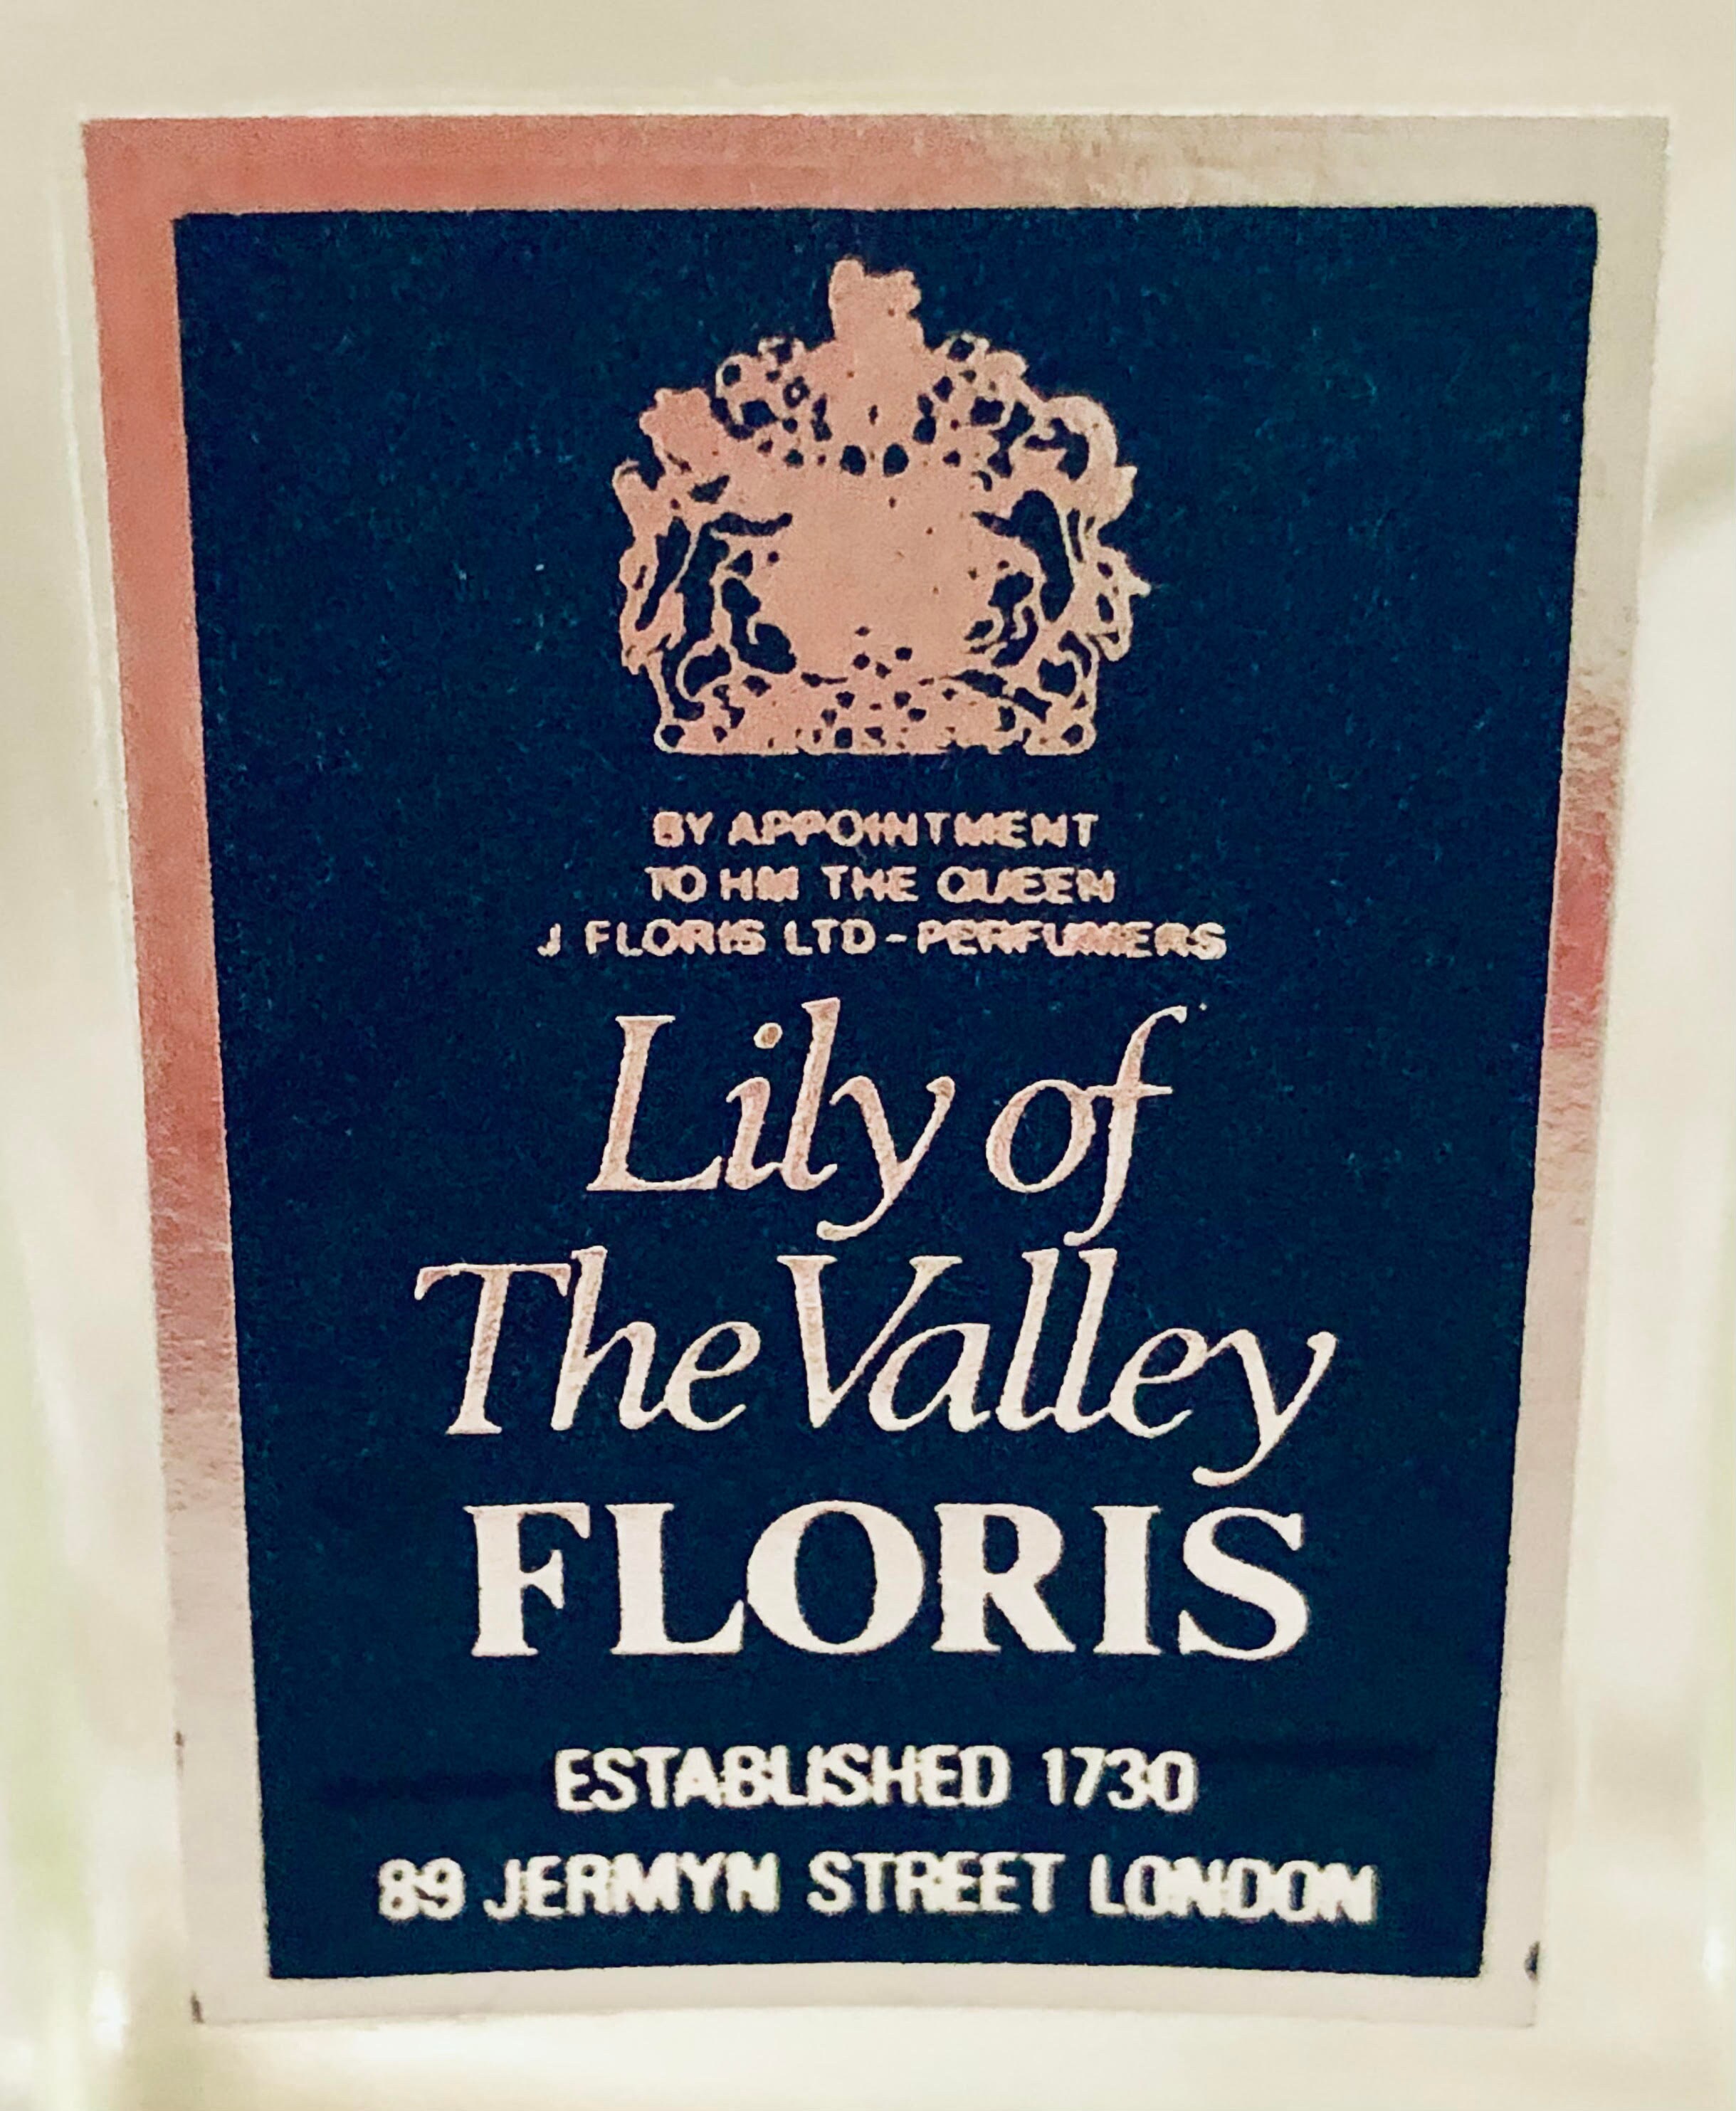 BY APPOINTMENT
TO HM THE QUEEN
J FLORIS LTD - PERFUMERS
Lily of
The Valley
FLORIS
ESTABLISHED 1730
89 JERMYN STREET LONDON